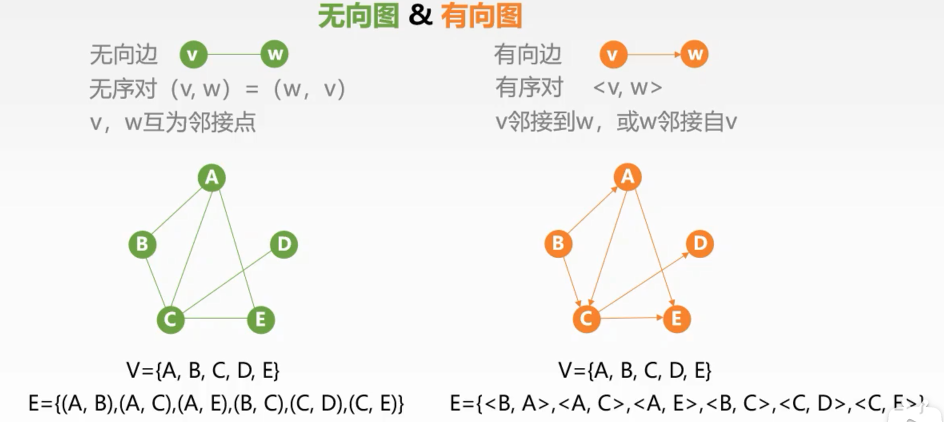 无向图 & 有向图
无向边 v w
无序对（v, w）=（w，v）
v，w互为邻接点
有向边 v w
有序对 <v, w>
v邻接到w，或w邻接自v
A
B
D
C
E
V={A, B, C, D, E}
E={(A, B),(A, C),(A, E),(B, C),(C, D),(C, E)}
A
B
D
C
E
V={A, B, C, D, E}
E={<B, A>,<A, C>,<A, E>,<B, C>,<C, D>,<C, E>}